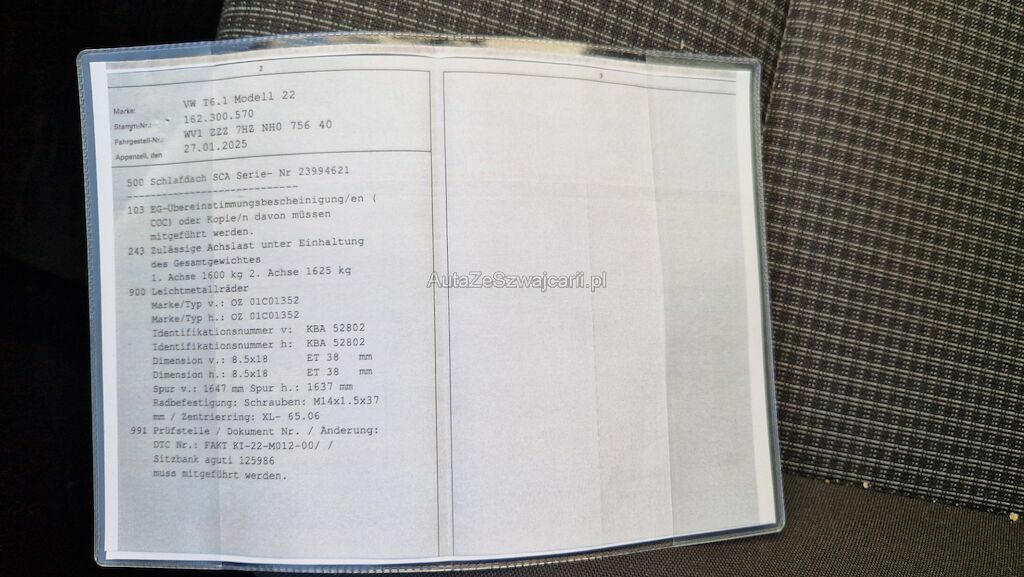 2
3
Marke: VW T6.1 Modell 22
Stamm-Nr.: 162.300.570
Fahrgestell-Nr.: WV1 ZZZ 7HZ NH0 756 40
Appenzell, den 27.01.2025
500 Schlafdach SCA Serie- Nr 23994621
103 EG-Übereinstimmungsbescheinigung/en (
COC) oder Kopie/n davon müssen
mitgeführt werden.
243 Zulässige Achslast unter Einhaltung
des Gesamtgewichtes
1. Achse 1600 kg 2. Achse 1625 kg
900 Leichtmetallräder
Marke/Typ v.: OZ 01C01352
Marke/Typ h.: OZ 01C01352
Identifikationsnummer v: KBA 52802
Identifikationsnummer h: KBA 52802
Dimension v.: 8.5x18 ET 38 mm
Dimension h.: 8.5x18 ET 38 mm
Spur v.: 1647 mm Spur h.: 1637 mm
Radbefestigung: Schrauben: M14x1.5x37
mm / Zentrierring: XL- 65.06
991 Prüfstelle / Dokument Nr. / Änderung:
DTC Nr.: FAKT KI-22-M012-00/ /
Sitzbank aguti 125986
muss mitgeführt werden.
AutaZeSzwajcarii.pl